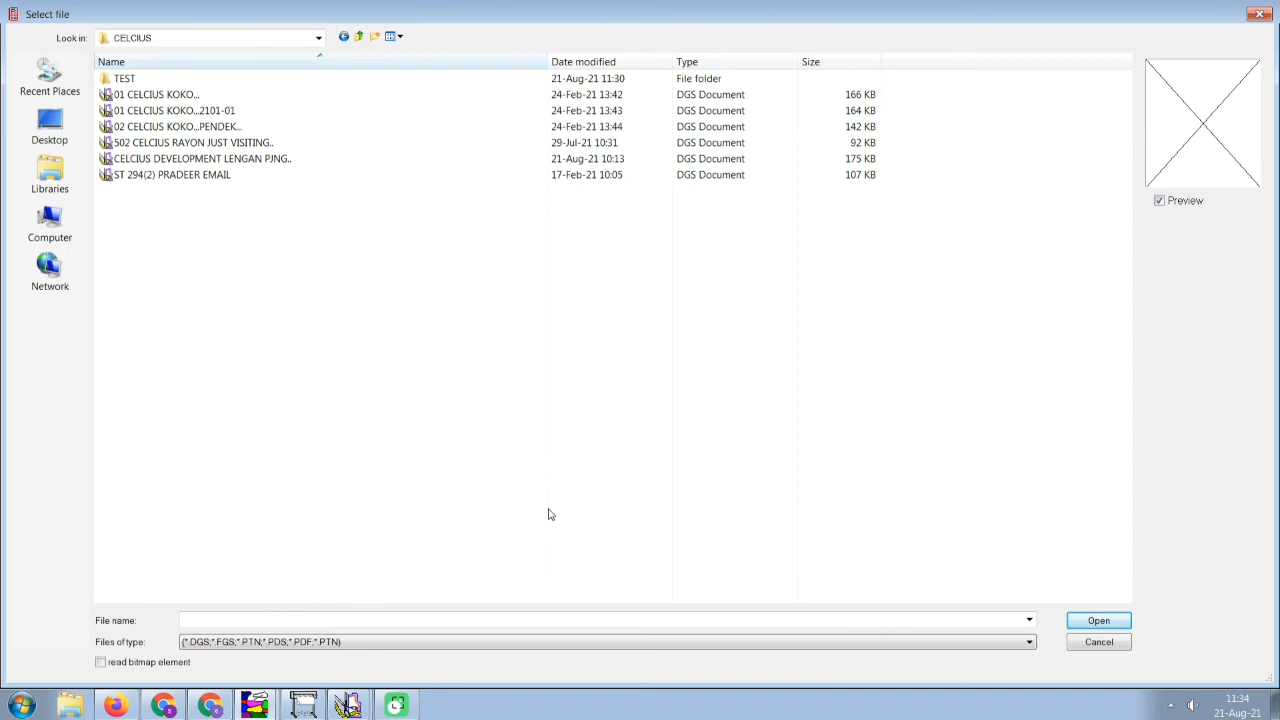 Select file
Look in: CELCIUS
Name Date modified Type Size
TEST 21-Aug-21 11:30 File folder
01 CELCIUS KOKO... 24-Feb-21 13:42 DGS Document 166 KB
01 CELCIUS KOKO...2101-01 24-Feb-21 13:43 DGS Document 164 KB
02 CELCIUS KOKO...PENDEK... 24-Feb-21 13:44 DGS Document 142 KB
502 CELCIUS RAYON JUST VISITING.. 29-Jul-21 10:31 DGS Document 92 KB
CELCIUS DEVELOPMENT LENGAN PJNG.. 21-Aug-21 10:13 DGS Document 175 KB
ST 294(2) PRADEER EMAIL 17-Feb-21 10:05 DGS Document 107 KB
Recent Places
Desktop
Libraries
Computer
Network
Preview
File name: Open
Files of type: (*.DGS;*.FGS;*.PTN;*.PDS;*.PDF;*.PTN) Cancel
read bitmap element
11:34
21-Aug-21